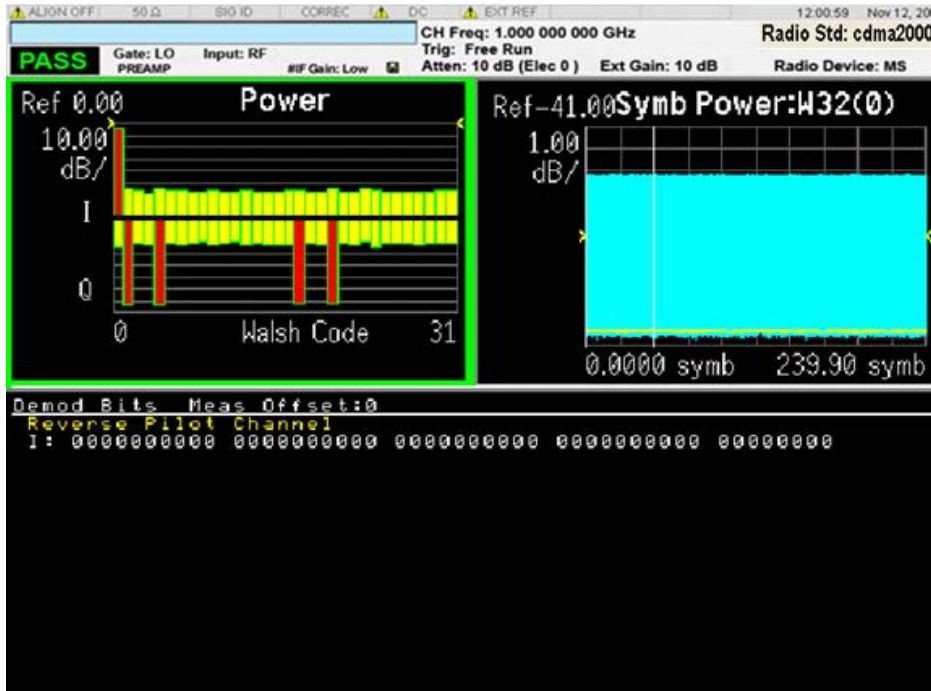 ALIGN OFF 50 Ω SIG ID CORREC DC EXT REF 12:00:59 Nov 12, 20
CH Freq: 1.000 000 000 GHz Radio Std: cdma2000
PASS Gate: LO Input: RF Trig: Free Run
PREAMP #IF Gain: Low Atten: 10 dB (Elec 0 ) Ext Gain: 10 dB Radio Device: MS
Ref 0.00 Power
10.00
dB/
I
Q
0 Walsh Code 31
Ref-41.00 Symb Power:W32(0)
1.00
dB/
0.0000 symb 239.90 symb
Demod Bits Meas Offset:0
Reverse Pilot Channel
I: 0000000000 0000000000 0000000000 0000000000 00000000